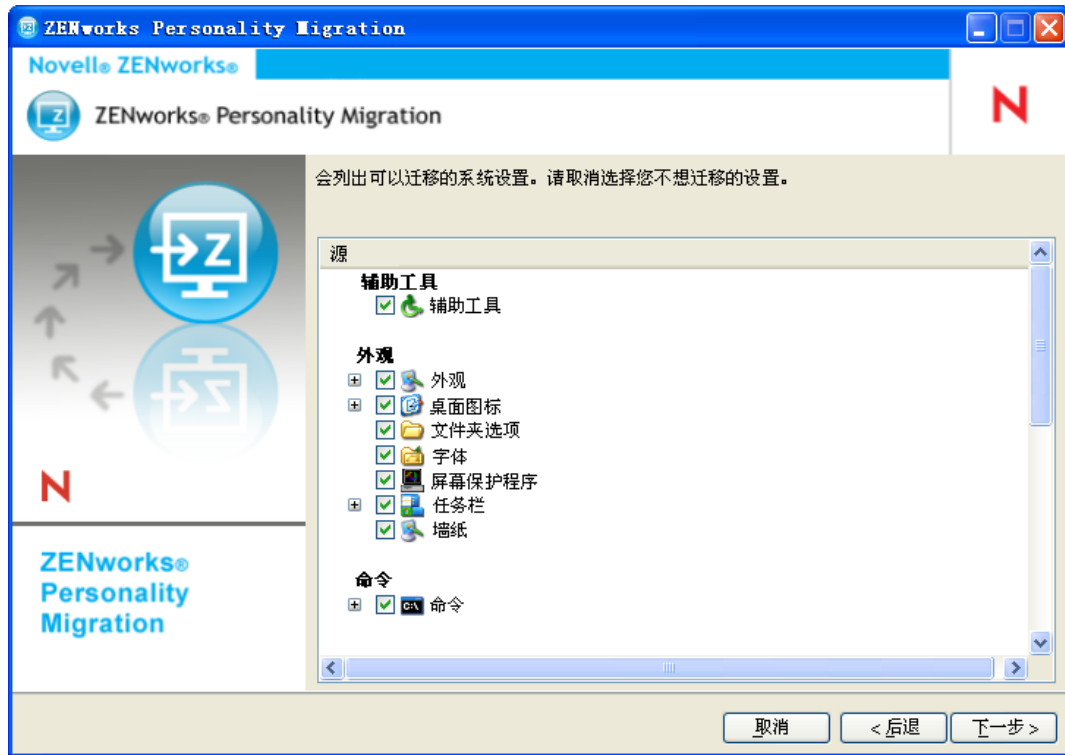 ZENworks Personality Migration
Novell® ZENworks®
ZENworks® Personality Migration
N
会列出可以迁移的系统设置。请取消选择您不想迁移的设置。
源
辅助工具
辅助工具
外观
外观
桌面图标
文件夹选项
字体
屏幕保护程序
任务栏
墙纸
命令
C:\
命令
Z
N
ZENworks®
Personality
Migration
取消
< 后退
下一步 >